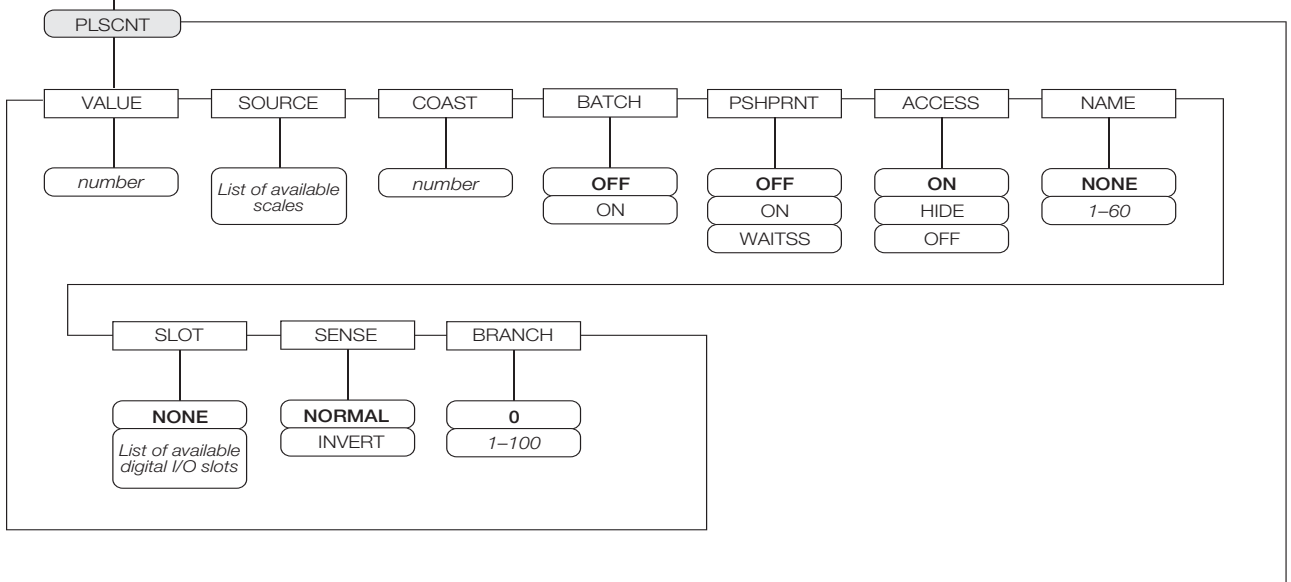 PLSCNT
VALUE
SOURCE
COAST
BATCH
PSHPRNT
ACCESS
NAME
number
List of available
scales
number
OFF
ON
OFF
ON
WAITSS
ON
HIDE
OFF
NONE
1–60
SLOT
SENSE
BRANCH
NONE
List of available
digital I/O slots
NORMAL
INVERT
0
1–100